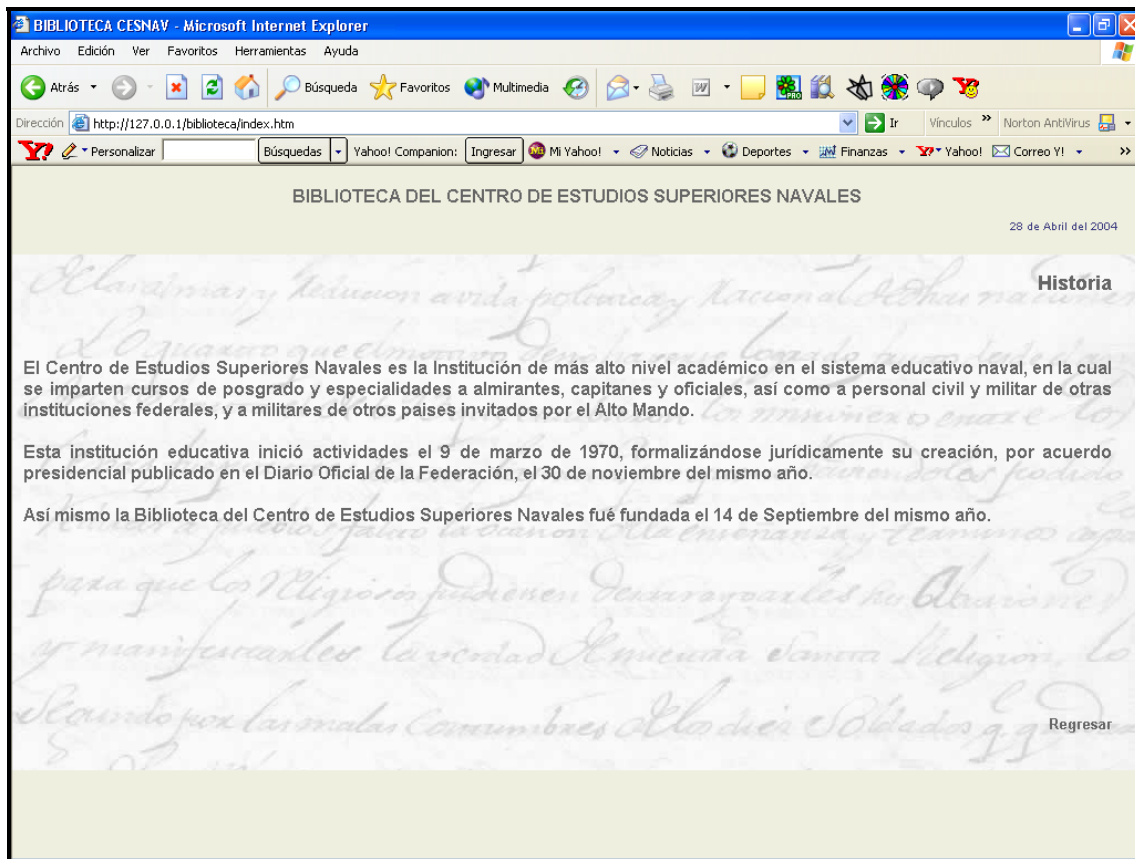 BIBLIOTECA CESNAV - Microsoft Internet Explorer
Archivo Edición Ver Favoritos Herramientas Ayuda
Atrás Búsqueda Favoritos Multimedia
Dirección http://127.0.0.1/biblioteca/index.htm Ir Vínculos » Norton AntiVirus
Y! Personalizar Búsquedas Yahoo! Companion: Ingresar Mi Yahoo! Noticias Deportes Finanzas Yahoo! Correo Y! »
BIBLIOTECA DEL CENTRO DE ESTUDIOS SUPERIORES NAVALES
28 de Abril del 2004
Historia
El Centro de Estudios Superiores Navales es la Institución de más alto nivel académico en el sistema educativo naval, en la cual
se imparten cursos de posgrado y especialidades a almirantes, capitanes y oficiales, así como a personal civil y militar de otras
instituciones federales, y a militares de otros paises invitados por el Alto Mando.
Esta institución educativa inició actividades el 9 de marzo de 1970, formalizándose jurídicamente su creación, por acuerdo
presidencial publicado en el Diario Oficial de la Federación, el 30 de noviembre del mismo año.
Así mismo la Biblioteca del Centro de Estudios Superiores Navales fué fundada el 14 de Septiembre del mismo año.
para que los Religiosos
Regresar